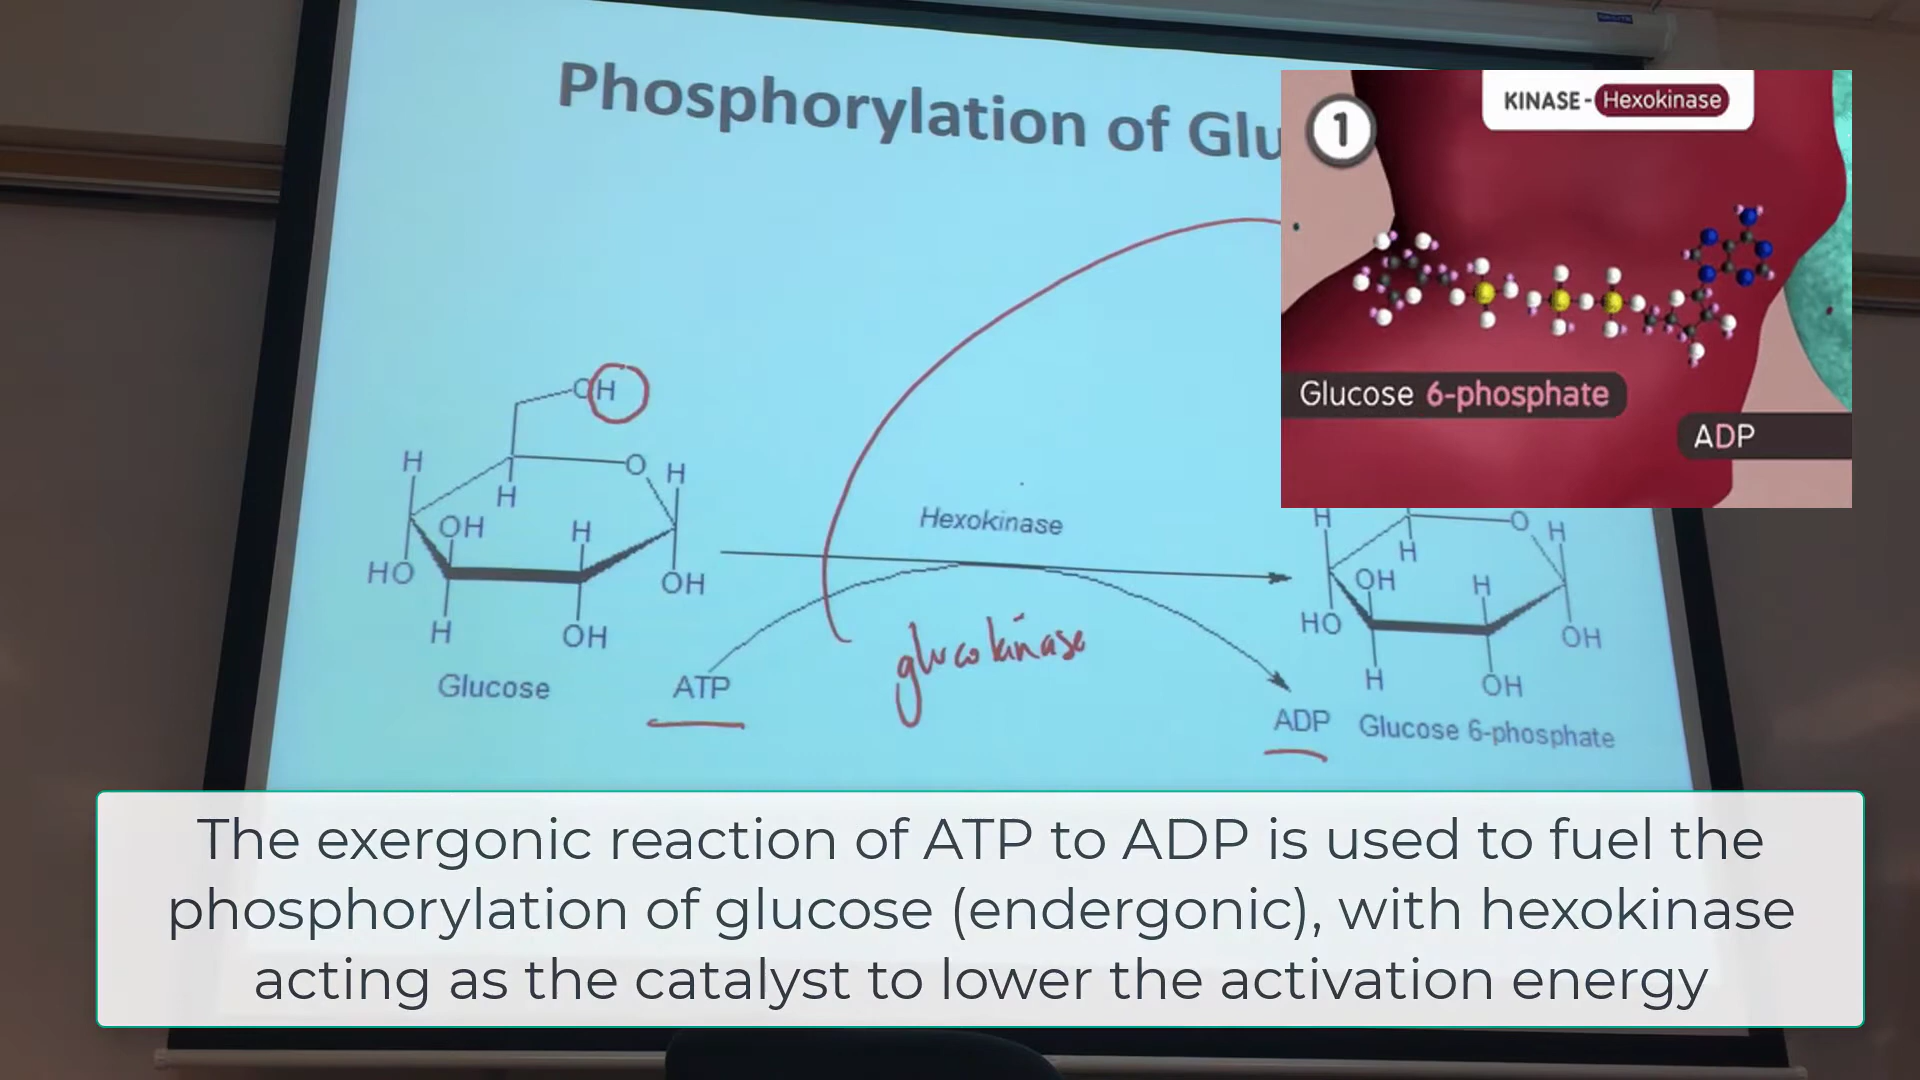 Phosphorylation of Glu
KINASE - Hexokinase
1
Glucose 6-phosphate
ADP
OH
H
O
H
H
OH
H
HO
OH
H
OH
Glucose
ATP
Hexokinase
glucokinase
ADP
H
O
H
H
OH
H
HO
OH
H
OH
Glucose 6-phosphate
The exergonic reaction of ATP to ADP is used to fuel the
phosphorylation of glucose (endergonic), with hexokinase
acting as the catalyst to lower the activation energy